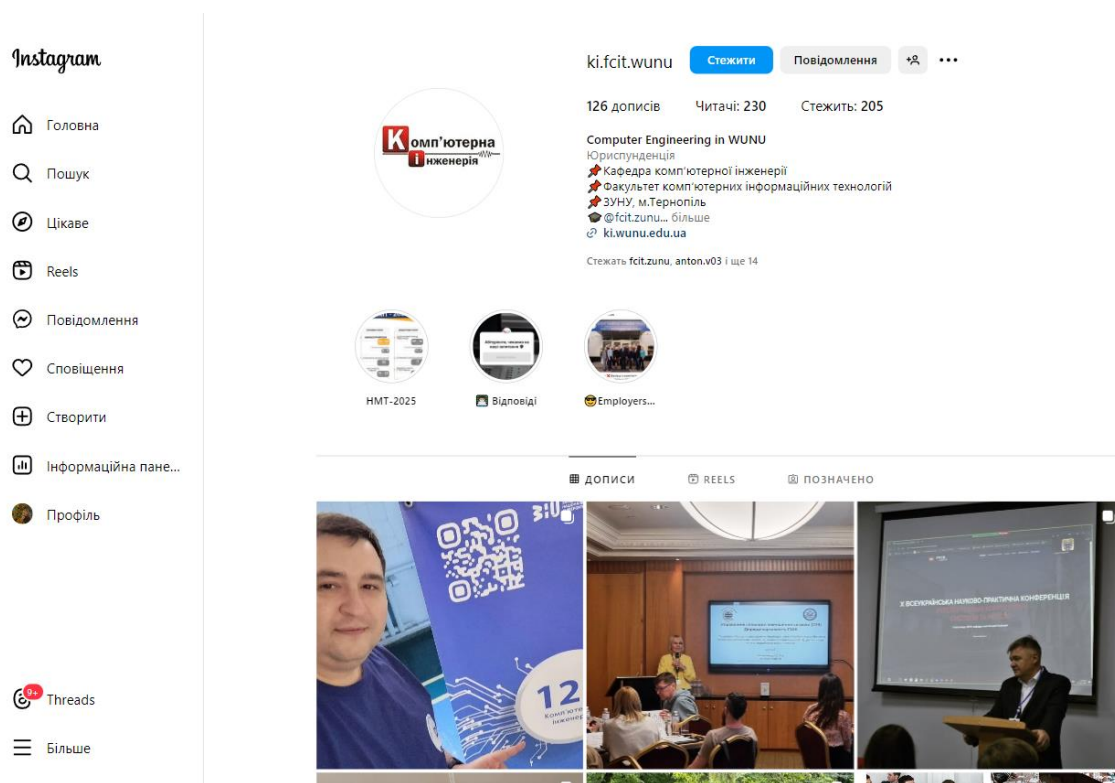 Instagram
Головна
Пошук
Цікаве
Reels
Повідомлення
Сповіщення
Створити
Інформаційна пане...
Профіль
9+
Threads
Більше
ki.fcit.wunu Стежити Повідомлення
126 дописів Читачі: 230 Стежить: 205
Комп'ютерна
інженерія
Computer Engineering in WUNU
Юриспунденція
📌Кафедра комп'ютерної інженерії
📌Факультет комп'ютерних інформаційних технологій
📌ЗУНУ, м.Тернопіль
🎓@fcit.zunu... більше
ki.wunu.edu.ua
Стежать fcit.zunu, anton.v03 і ще 14
НМТ-2025
Відповіді
😎Employers...
ДОПИСИ
REELS
ПОЗНАЧЕНО
12
Комп'юте
інженер
X ВСЕУКРАЇНСЬКА НАУКОВО-ПРАКТИЧНА КОНФЕРЕНЦІЯ